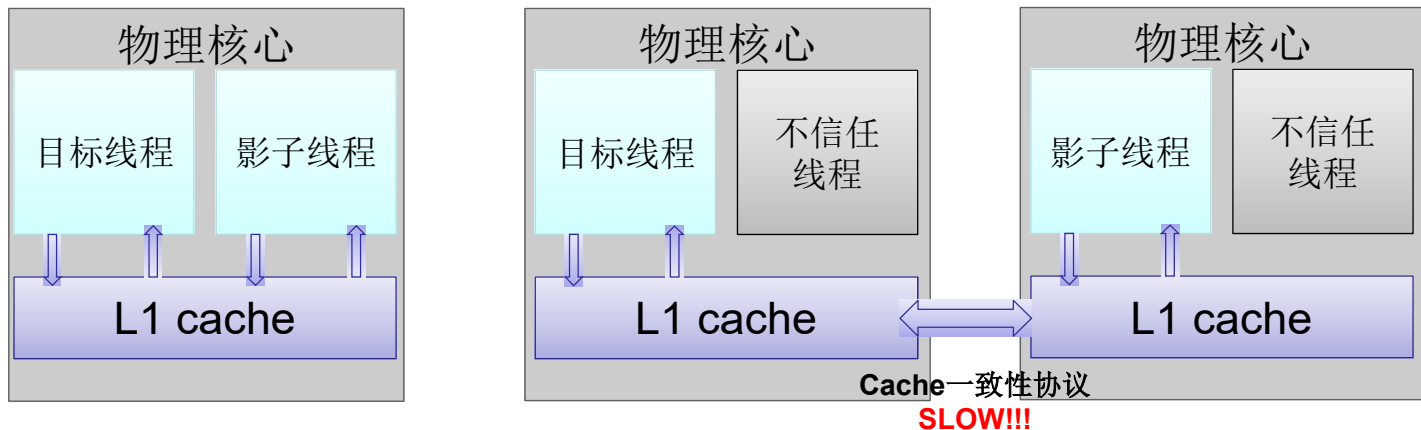 物理核心
目标线程
影子线程
L1 cache
物理核心
目标线程
不信任
线程
L1 cache
物理核心
影子线程
不信任
线程
L1 cache
Cache一致性协议
SLOW!!!